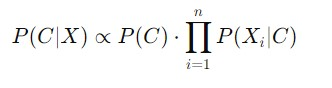 P(C|X) ∝ P(C) · ∏_{i=1}^{n} P(X_i|C)